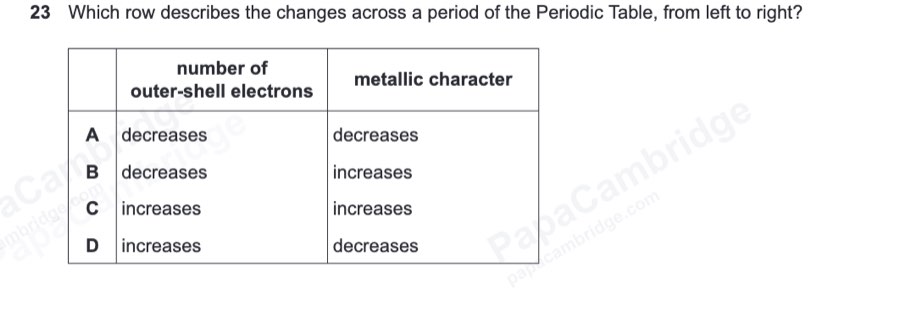 23 Which row describes the changes across a period of the Periodic Table, from left to right?
number of
outer-shell electrons
metallic character
A decreases decreases
B decreases increases
C increases increases
D increases decreases
PapaCambridge
papacambridge.com